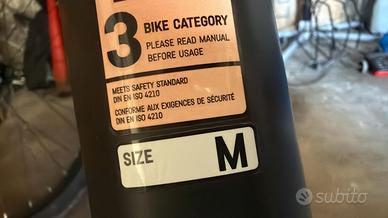 3
BIKE CATEGORY
PLEASE READ MANUAL
BEFORE USAGE
MEETS SAFETY STANDARD
DIN EN ISO 4210
CONFORME AUX EXIGENCES DE SÉCURITÉ
DIN EN ISO 4210
SIZE M
subito